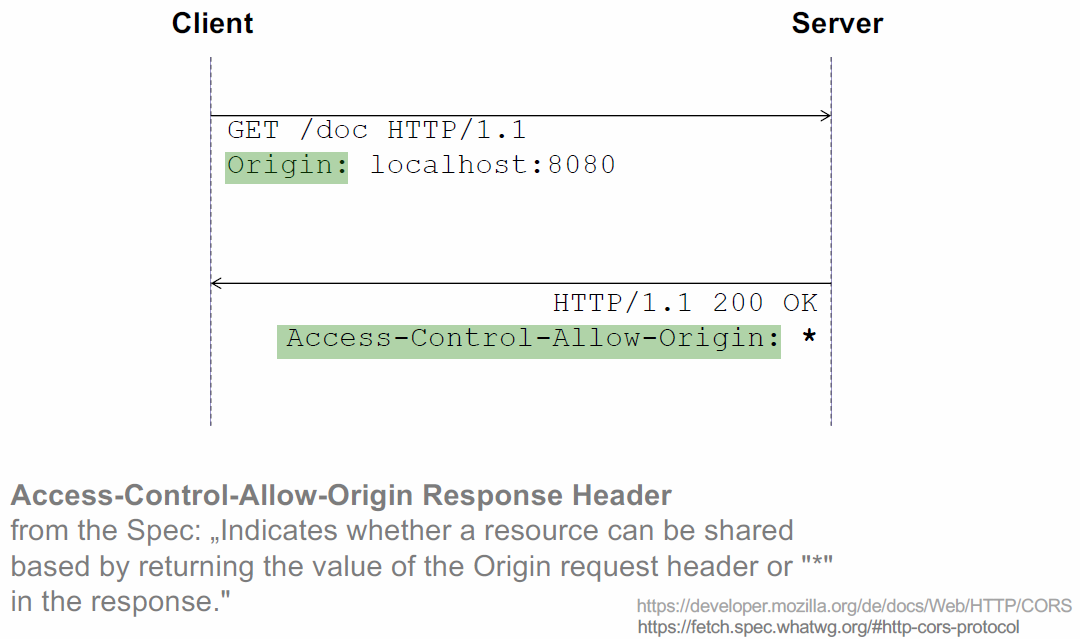 Client
Server
GET /doc HTTP/1.1
Origin: localhost:8080
HTTP/1.1 200 OK
Access-Control-Allow-Origin: *
Access-Control-Allow-Origin Response Header
from the Spec: „Indicates whether a resource can be shared
based by returning the value of the Origin request header or "*"
in the response."
https://developer.mozilla.org/de/docs/Web/HTTP/CORS
https://fetch.spec.whatwg.org/#http-cors-protocol